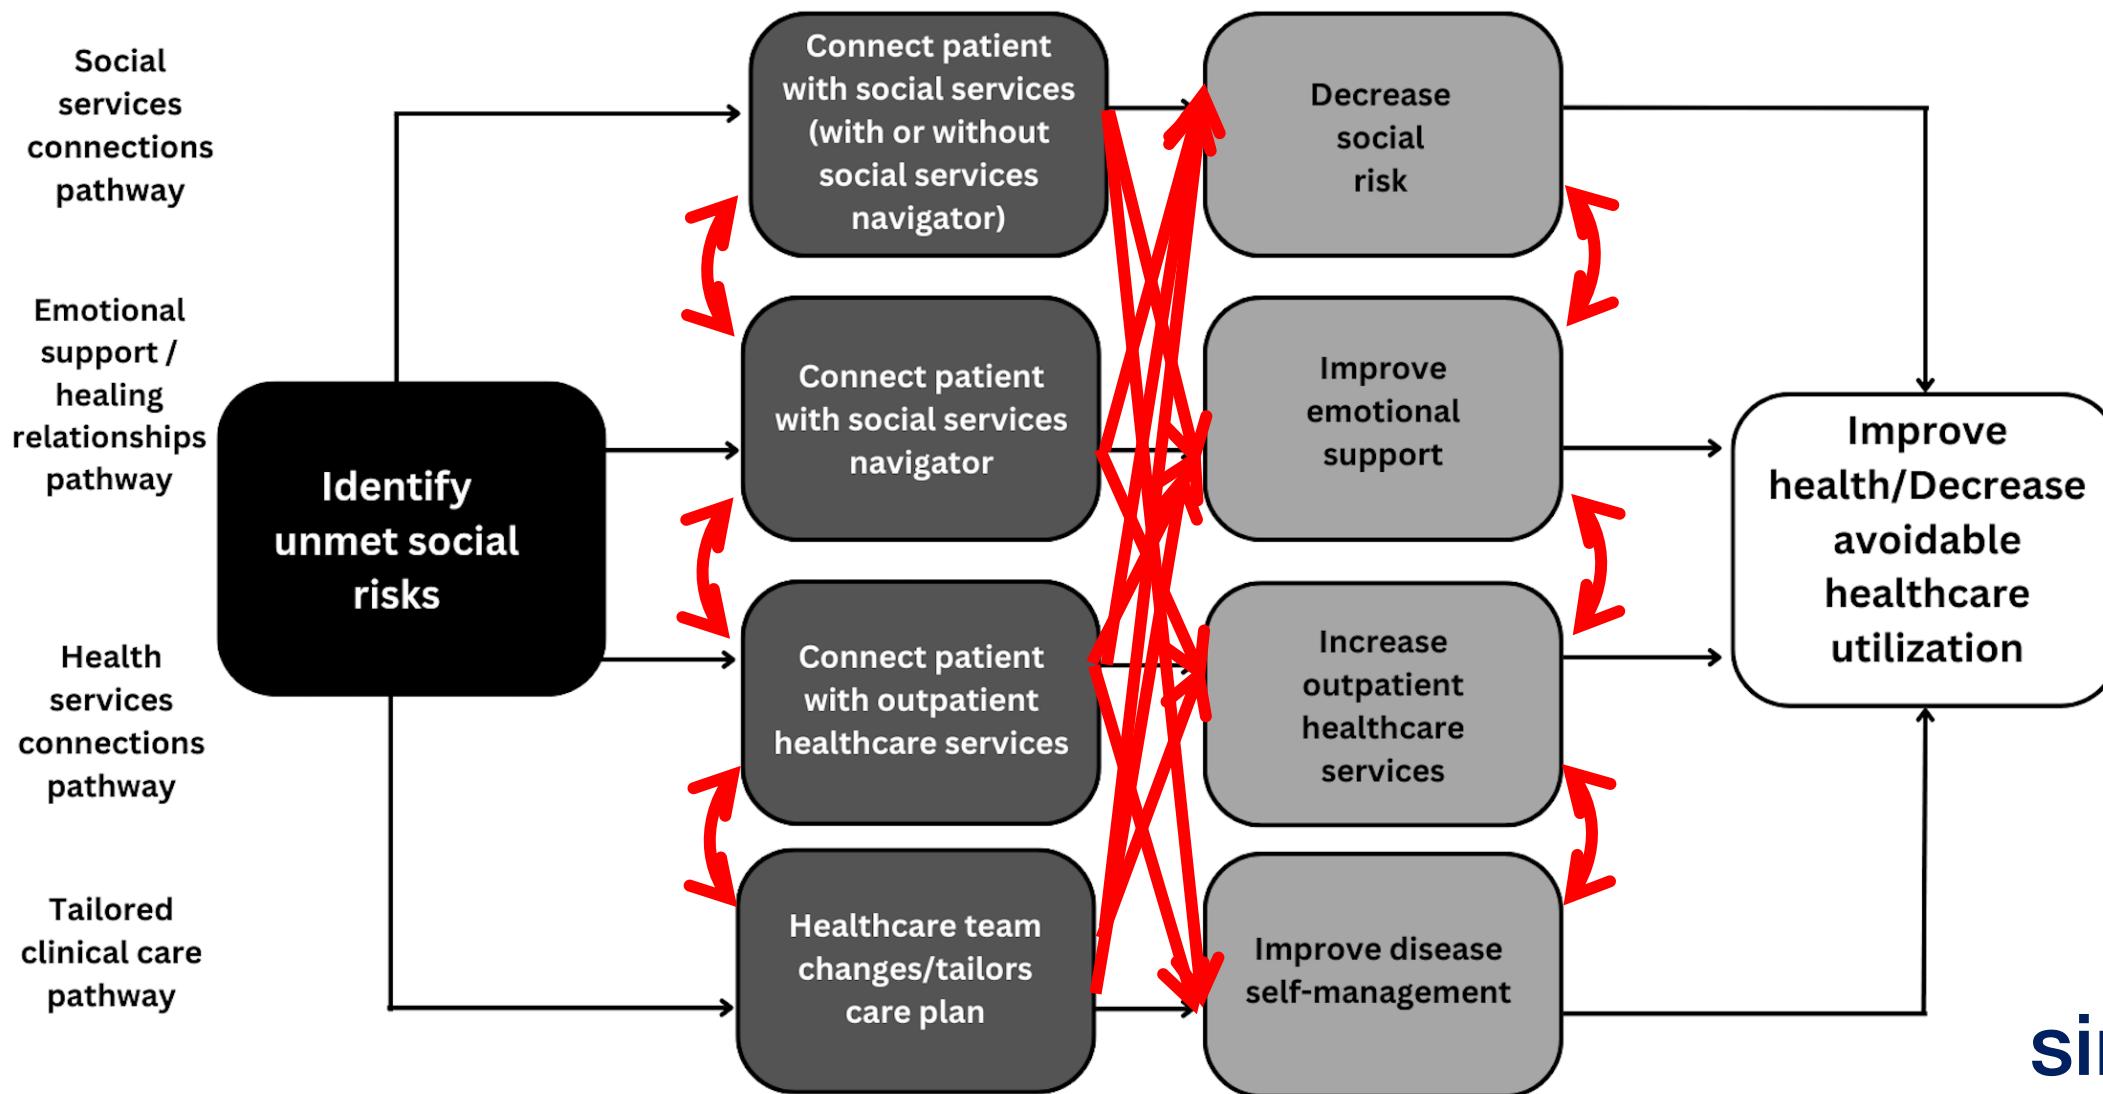 Social
services
connections
pathway
Emotional
support /
healing
relationships
pathway
Health
services
connections
pathway
Tailored
clinical care
pathway
Identify
unmet social
risks
Connect patient
with social services
(with or without
social services
navigator)
Connect patient
with social services
navigator
Connect patient
with outpatient
healthcare services
Healthcare team
changes/tailors
care plan
Decrease
social
risk
Improve
emotional
support
Increase
outpatient
healthcare
services
Improve disease
self-management
Improve
health/Decrease
avoidable
healthcare
utilization